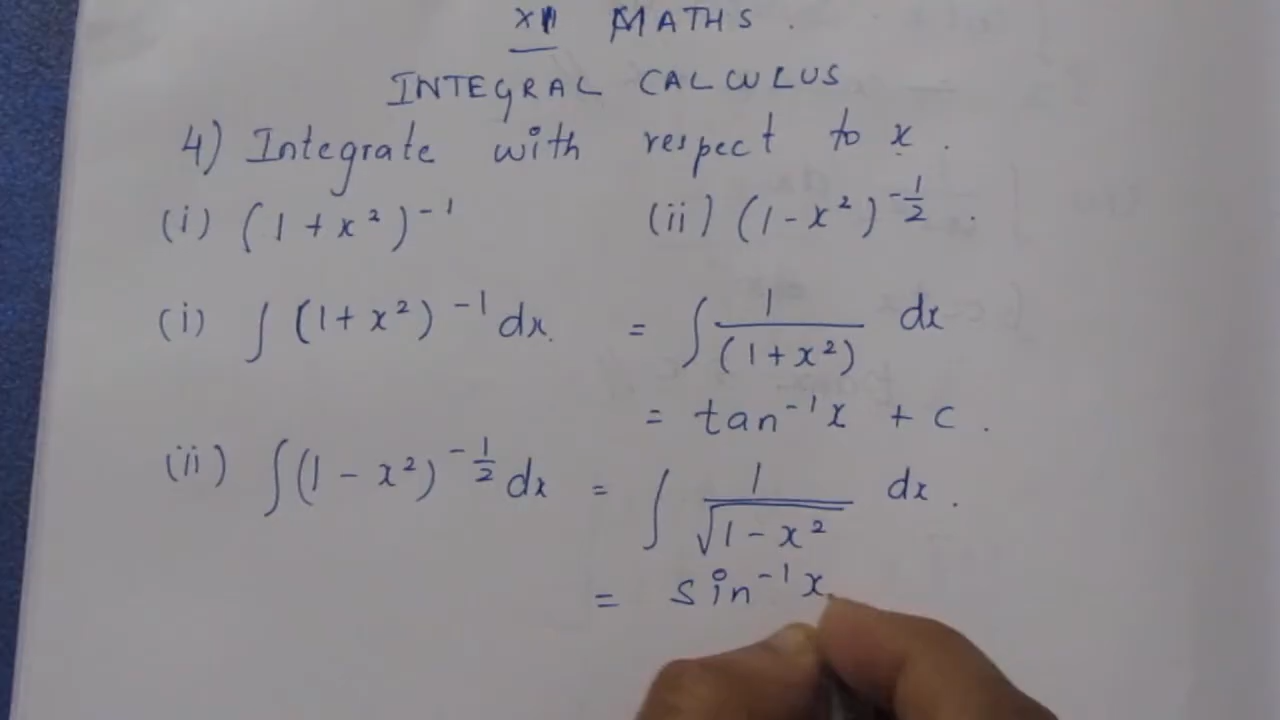 XI MATHS.
INTEGRAL CALCULUS
4) Integrate with respect to x.
(i) (1 + x²)⁻¹ (ii) (1 - x²)^(-1/2).
(i) ∫ (1 + x²)⁻¹ dx. = ∫ 1/(1 + x²) dx
= tan⁻¹x + c.
(ii) ∫(1 - x²)^(-1/2) dx = ∫ 1/√(1 - x²) dx.
= sin⁻¹x